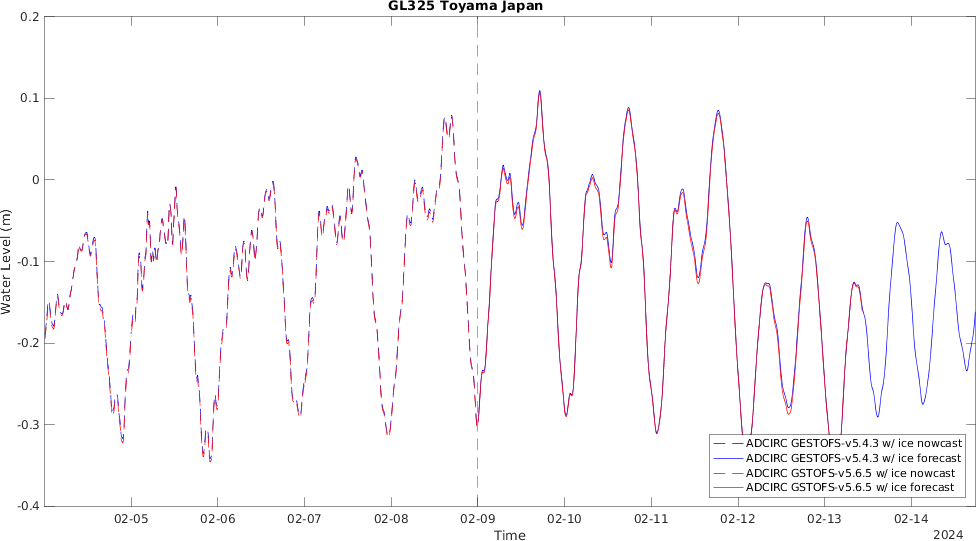 GL325 Toyama Japan
0.2
0.1
0
-0.1
-0.2
-0.3
-0.4
Water Level (m)
ADCIRC GESTOFS-v5.4.3 w/ ice nowcast
ADCIRC GESTOFS-v5.4.3 w/ ice forecast
ADCIRC GSTOFS-v5.6.5 w/ ice nowcast
ADCIRC GSTOFS-v5.6.5 w/ ice forecast
02-05 02-06 02-07 02-08 02-09 02-10 02-11 02-12 02-13 02-14
Time
2024